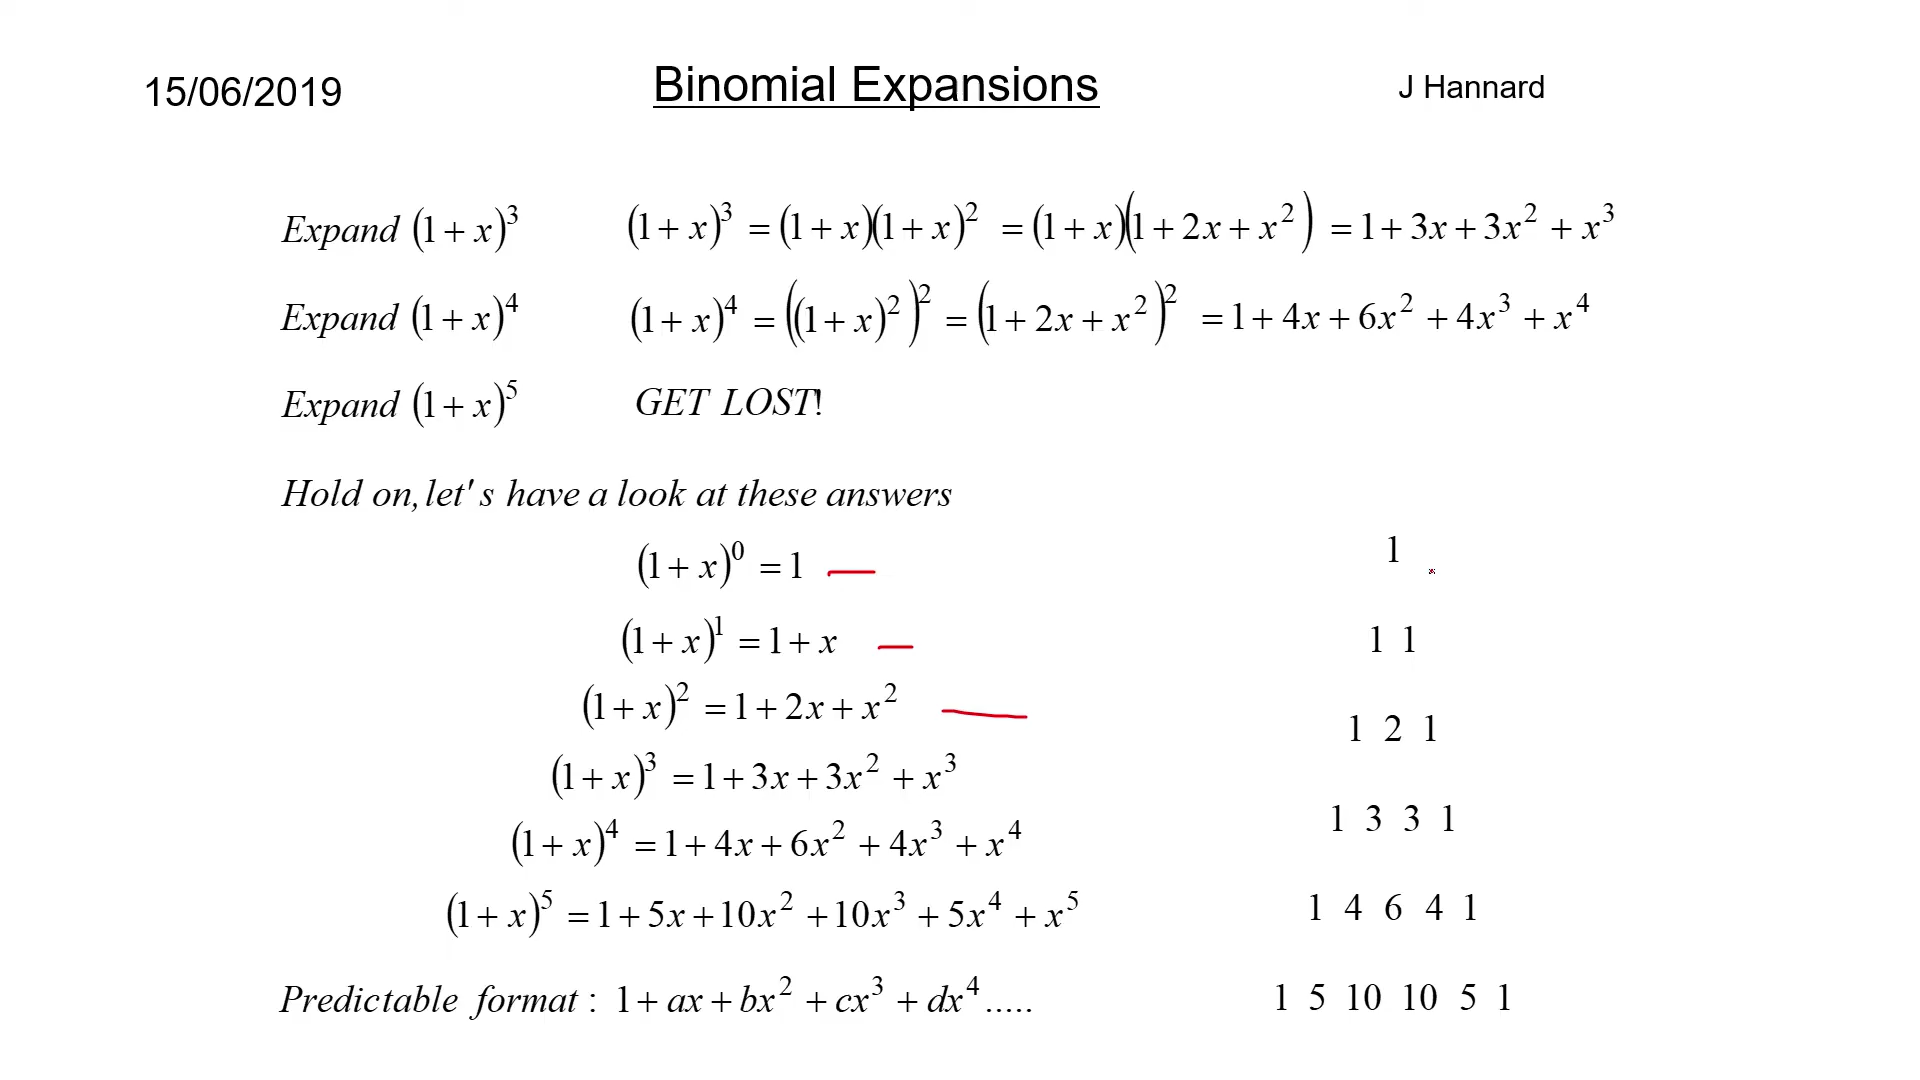 15/06/2019 Binomial Expansions J Hannard
Expand (1 + x)³ (1 + x)³ = (1 + x)(1 + x)² = (1 + x)(1 + 2x + x²) = 1 + 3x + 3x² + x³
Expand (1 + x)⁴ (1 + x)⁴ = ((1 + x)²)² = (1 + 2x + x²)² = 1 + 4x + 6x² + 4x³ + x⁴
Expand (1 + x)⁵ GET LOST!
Hold on, let's have a look at these answers
(1 + x)⁰ = 1
(1 + x)¹ = 1 + x
(1 + x)² = 1 + 2x + x²
(1 + x)³ = 1 + 3x + 3x² + x³
(1 + x)⁴ = 1 + 4x + 6x² + 4x³ + x⁴
(1 + x)⁵ = 1 + 5x + 10x² + 10x³ + 5x⁴ + x⁵
Predictable format : 1 + ax + bx² + cx³ + dx⁴.....
1
1 1
1 2 1
1 3 3 1
1 4 6 4 1
1 5 10 10 5 1